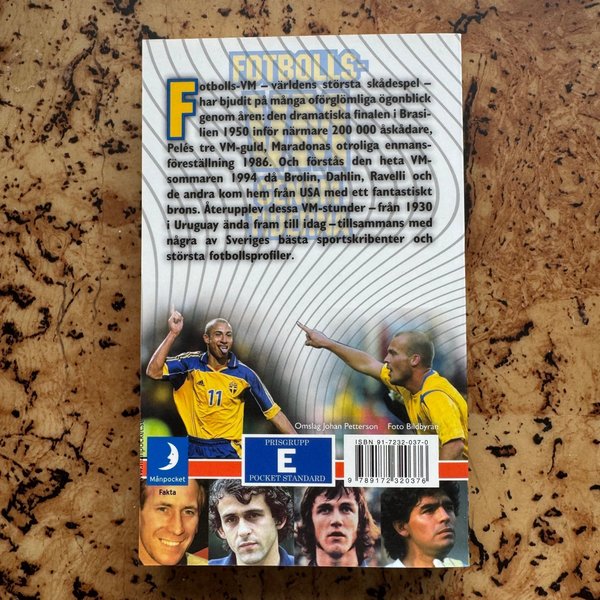 FOTBOLLS-
Fotbolls-VM – världens största skådespel –
har bjudit på många oförglömliga ögonblick
genom åren: den dramatiska finalen i Brasi-
lien 1950 inför närmare 200 000 åskådare,
Pelés tre VM-guld, Maradonas otroliga enmans-
föreställning 1986. Och förstås den heta VM-
sommaren 1994 då Brolin, Dahlin, Ravelli och
de andra kom hem från USA med ett fantastiskt
brons. Återupplev dessa VM-stunder – från 1930
i Uruguay ända fram till idag – tillsammans med
några av Sveriges bästa sportskribenter och
största fotbollsprofiler.
11
Omslag Johan Petterson Foto Bildbyrån
Månpocket
Fakta
PRISGRUPP
E
POCKET STANDARD
ISBN 91-7232-037-0
9 789172 320376